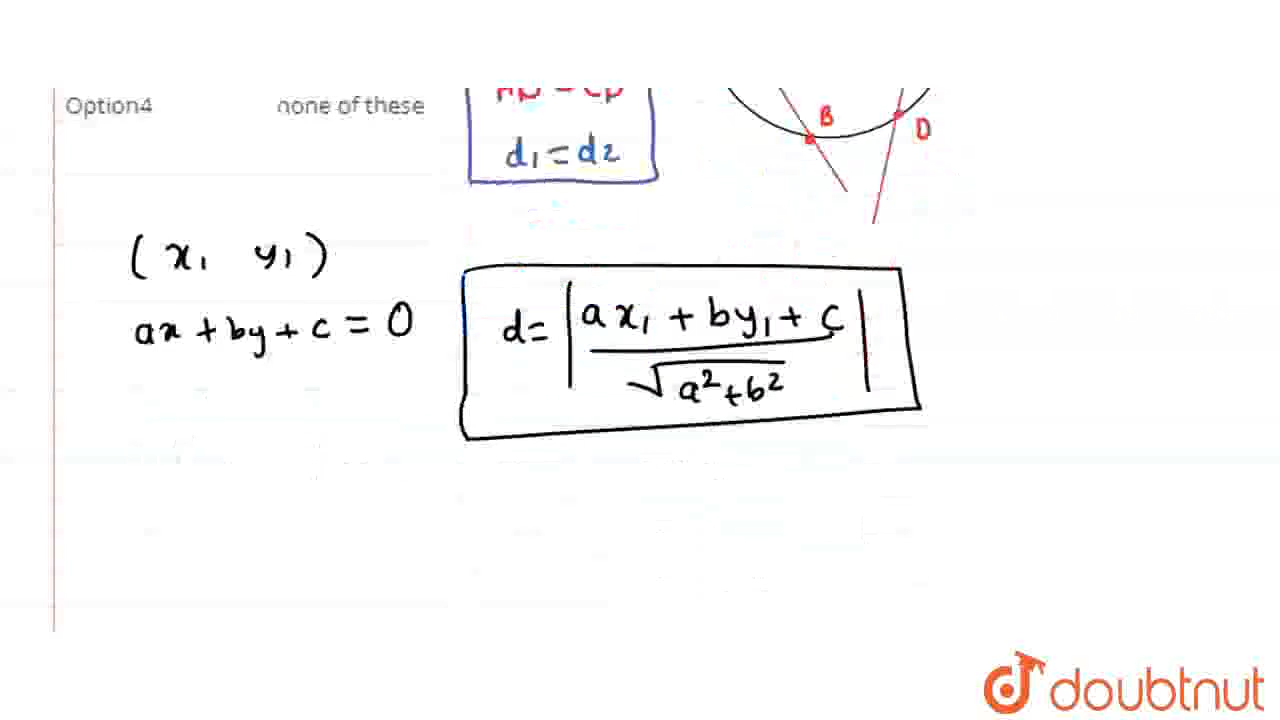 Option4 none of these
d₁ = d₂
B
D
(x₁ y₁)
ax + by + c = 0
d = | ax₁ + by₁ + c / √a² + b² |
doubtnut